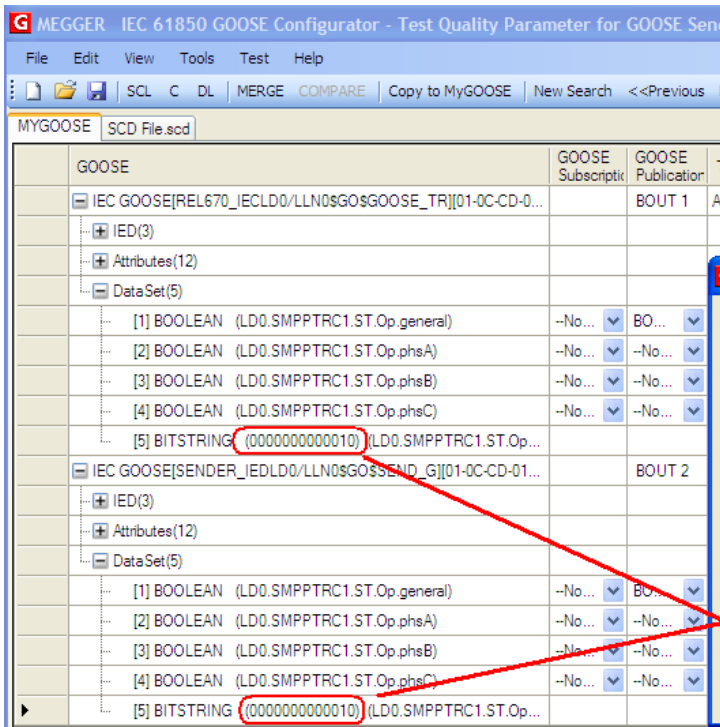 G MEGGER IEC 61850 GOOSE Configurator - Test Quality Parameter for GOOSE Sen
File Edit View Tools Test Help
SCL C DL MERGE COMPARE Copy to MyGOOSE New Search <<Previous
MYGOOSE SCD File.scd
GOOSE GOOSE Subscriptic GOOSE Publication
IEC GOOSE[REL670_IECLD0/LLN0$GO$GOOSE_TR][01-0C-CD-0... BOUT 1 A
IED(3)
Attributes(12)
DataSet(5)
[1] BOOLEAN (LD0.SMPPTRC1.ST.Op.general) --No... BO...
[2] BOOLEAN (LD0.SMPPTRC1.ST.Op.phsA) --No... --No...
[3] BOOLEAN (LD0.SMPPTRC1.ST.Op.phsB) --No... --No...
[4] BOOLEAN (LD0.SMPPTRC1.ST.Op.phsC) --No... --No...
[5] BITSTRING (0000000000010) (LD0.SMPPTRC1.ST.Op...
IEC GOOSE[SENDER_IEDLD0/LLN0$GO$SEND_G][01-0C-CD-01... BOUT 2
IED(3)
Attributes(12)
DataSet(5)
[1] BOOLEAN (LD0.SMPPTRC1.ST.Op.general) --No... BO...
[2] BOOLEAN (LD0.SMPPTRC1.ST.Op.phsA) --No... --No...
[3] BOOLEAN (LD0.SMPPTRC1.ST.Op.phsB) --No... --No...
[4] BOOLEAN (LD0.SMPPTRC1.ST.Op.phsC) --No... --No...
[5] BITSTRING (0000000000010) (LD0.SMPPTRC1.ST.Op...